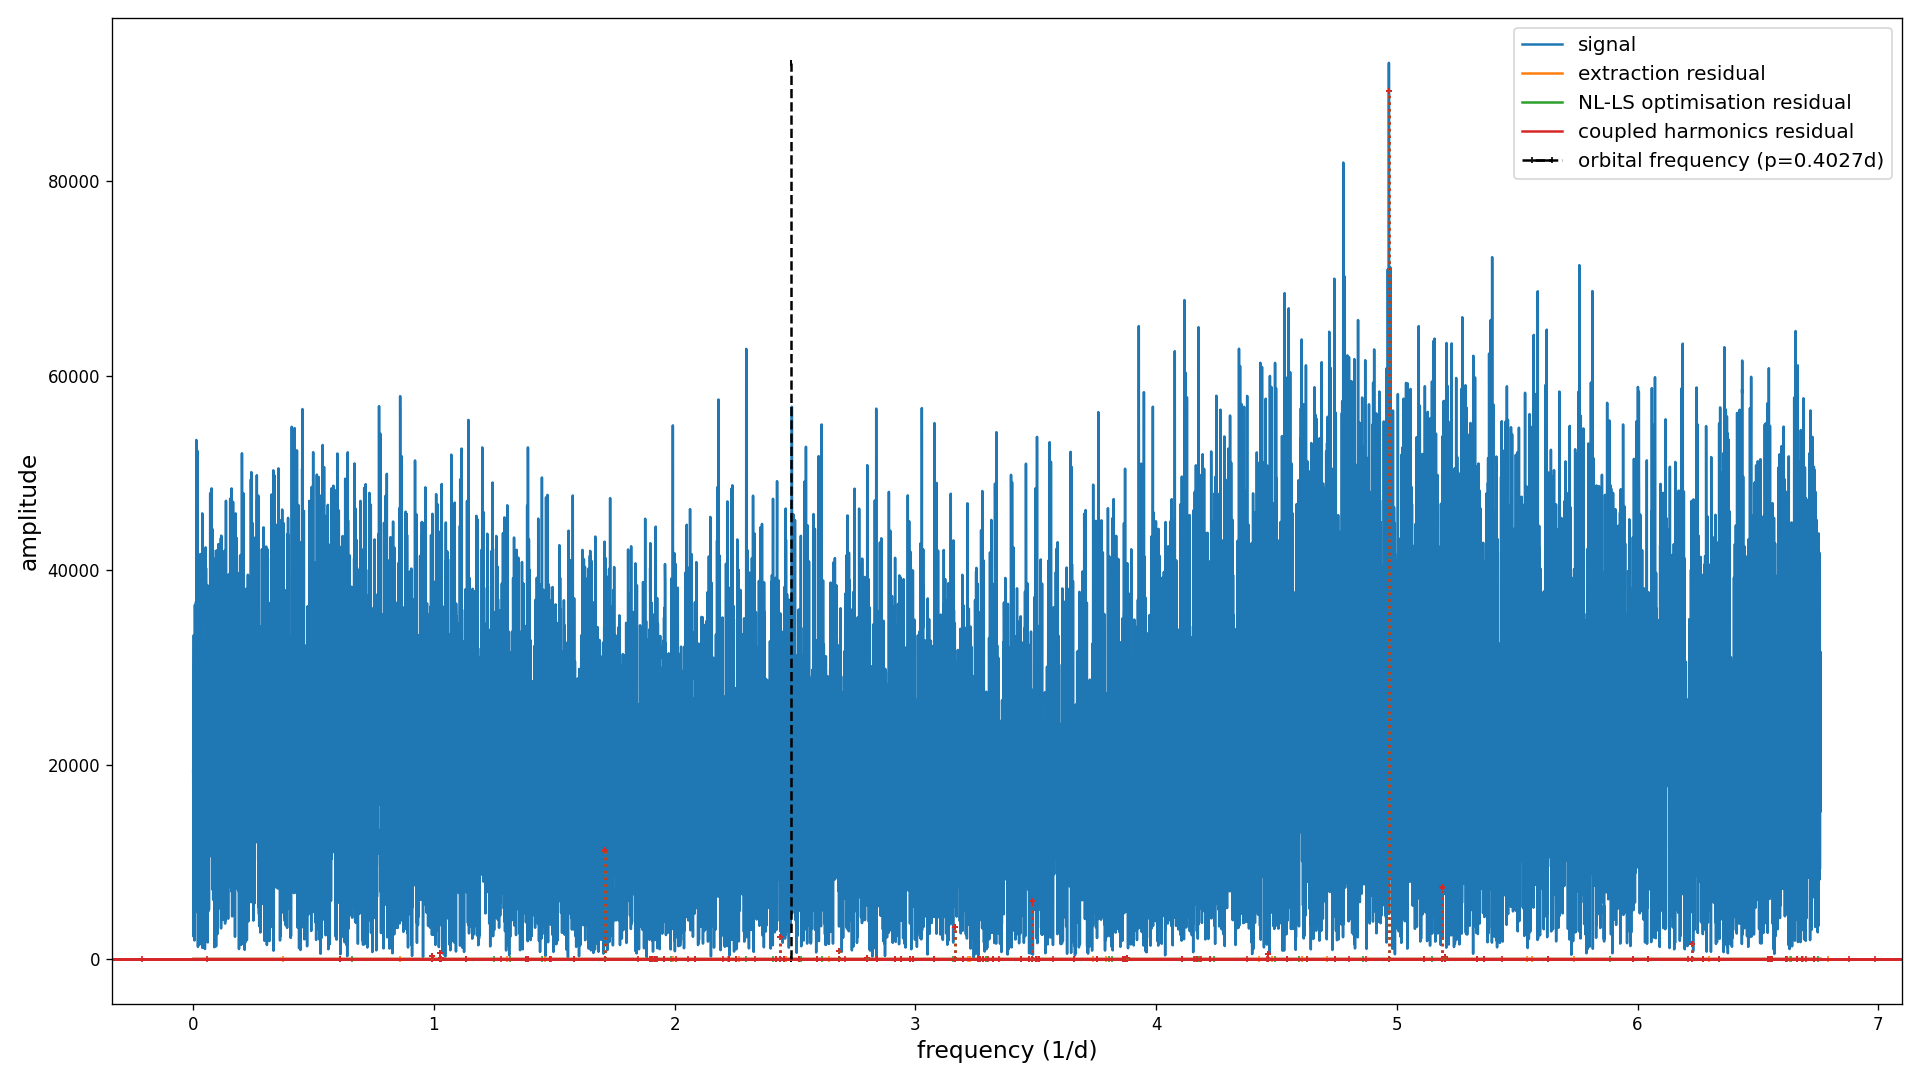 signal
extraction residual
NL-LS optimisation residual
coupled harmonics residual
orbital frequency (p=0.4027d)
amplitude
80000
60000
40000
20000
0
0 1 2 3 4 5 6 7
frequency (1/d)